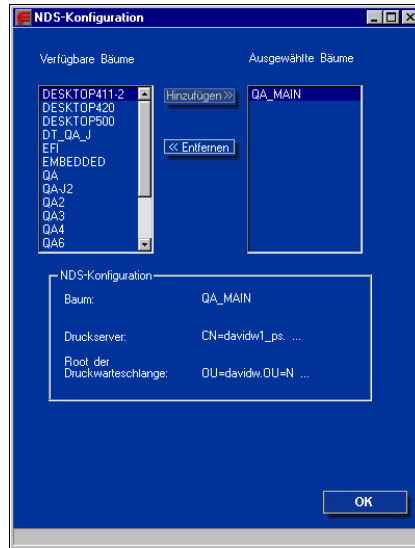 NDS-Konfiguration
Verfügbare Bäume
Ausgewählte Bäume
DESKTOP411-2
DESKTOP420
DESKTOP500
DT_QA_J
EFI
EMBEDDED
QA
QA-J2
QA2
QA3
QA4
QA6
Hinzufügen >>
<< Entfernen
QA_MAIN
NDS-Konfiguration
Baum: QA_MAIN
Druckserver: CN=davidw1_ps. ...
Root der
Druckwarteschlange: OU=davidw.OU=N ...
OK